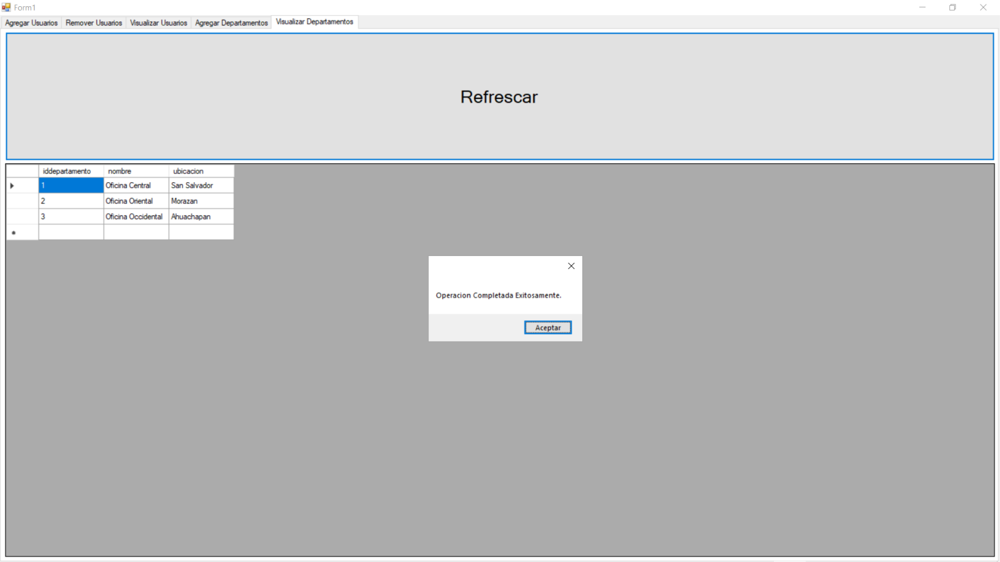 Form1
Agregar Usuarios Remover Usuarios Visualizar Usuarios Agregar Departamentos Visualizar Departamentos
Refrescar
iddepartamento nombre ubicacion
1 Oficina Central San Salvador
2 Oficina Oriental Morazan
3 Oficina Occidental Ahuachapan
Operacion Completada Exitosamente.
Aceptar